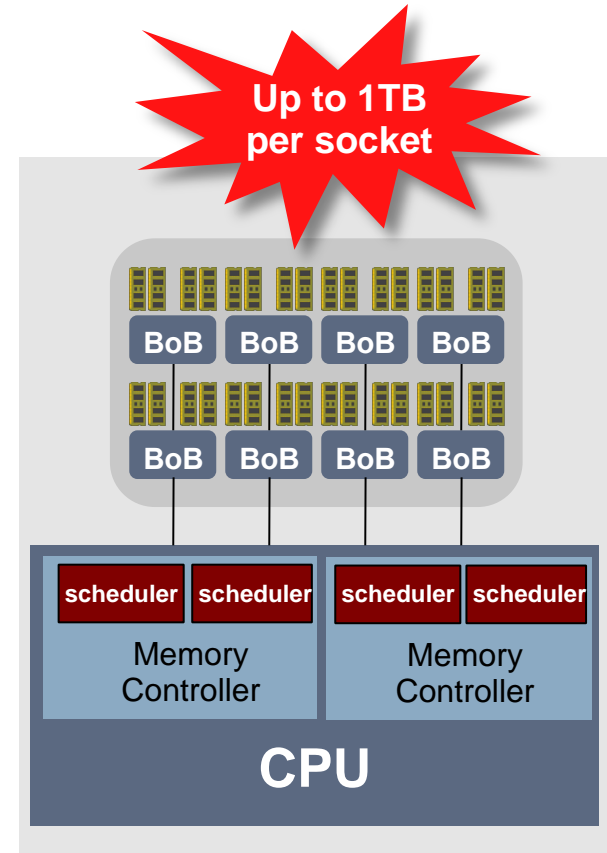 Up to 1TB
per socket
BoB BoB BoB BoB
BoB BoB BoB BoB
scheduler scheduler scheduler scheduler
Memory Memory
Controller Controller
CPU